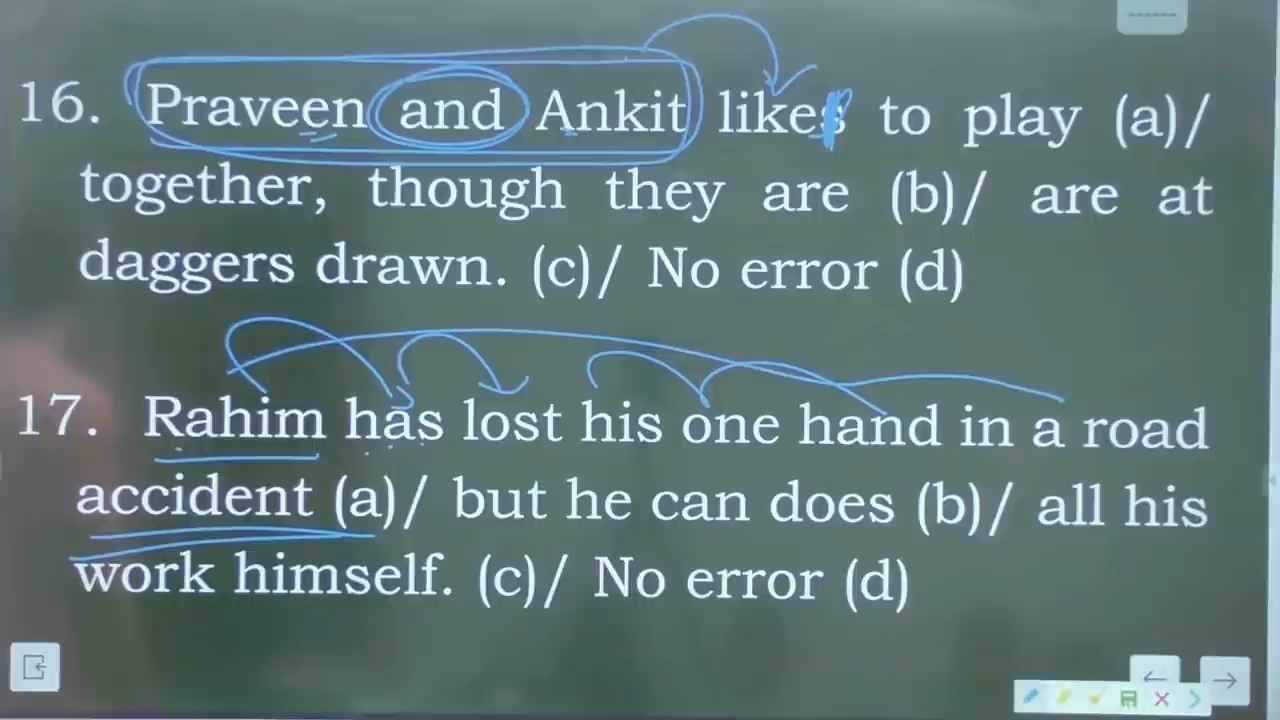 16. Praveen and Ankit likes to play (a)/
together, though they are (b)/ are at
daggers drawn. (c)/ No error (d)
17. Rahim has lost his one hand in a road
accident (a)/ but he can does (b)/ all his
work himself. (c)/ No error (d)